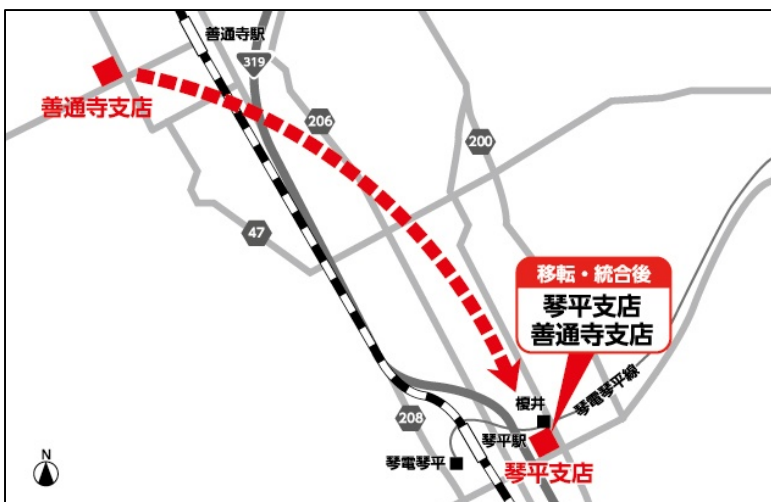 善通寺駅
319
善通寺支店
206
200
47
移転・統合後
琴平支店
善通寺支店
琴電琴平線
榎井
208
琴平駅
琴電琴平
琴平支店
N